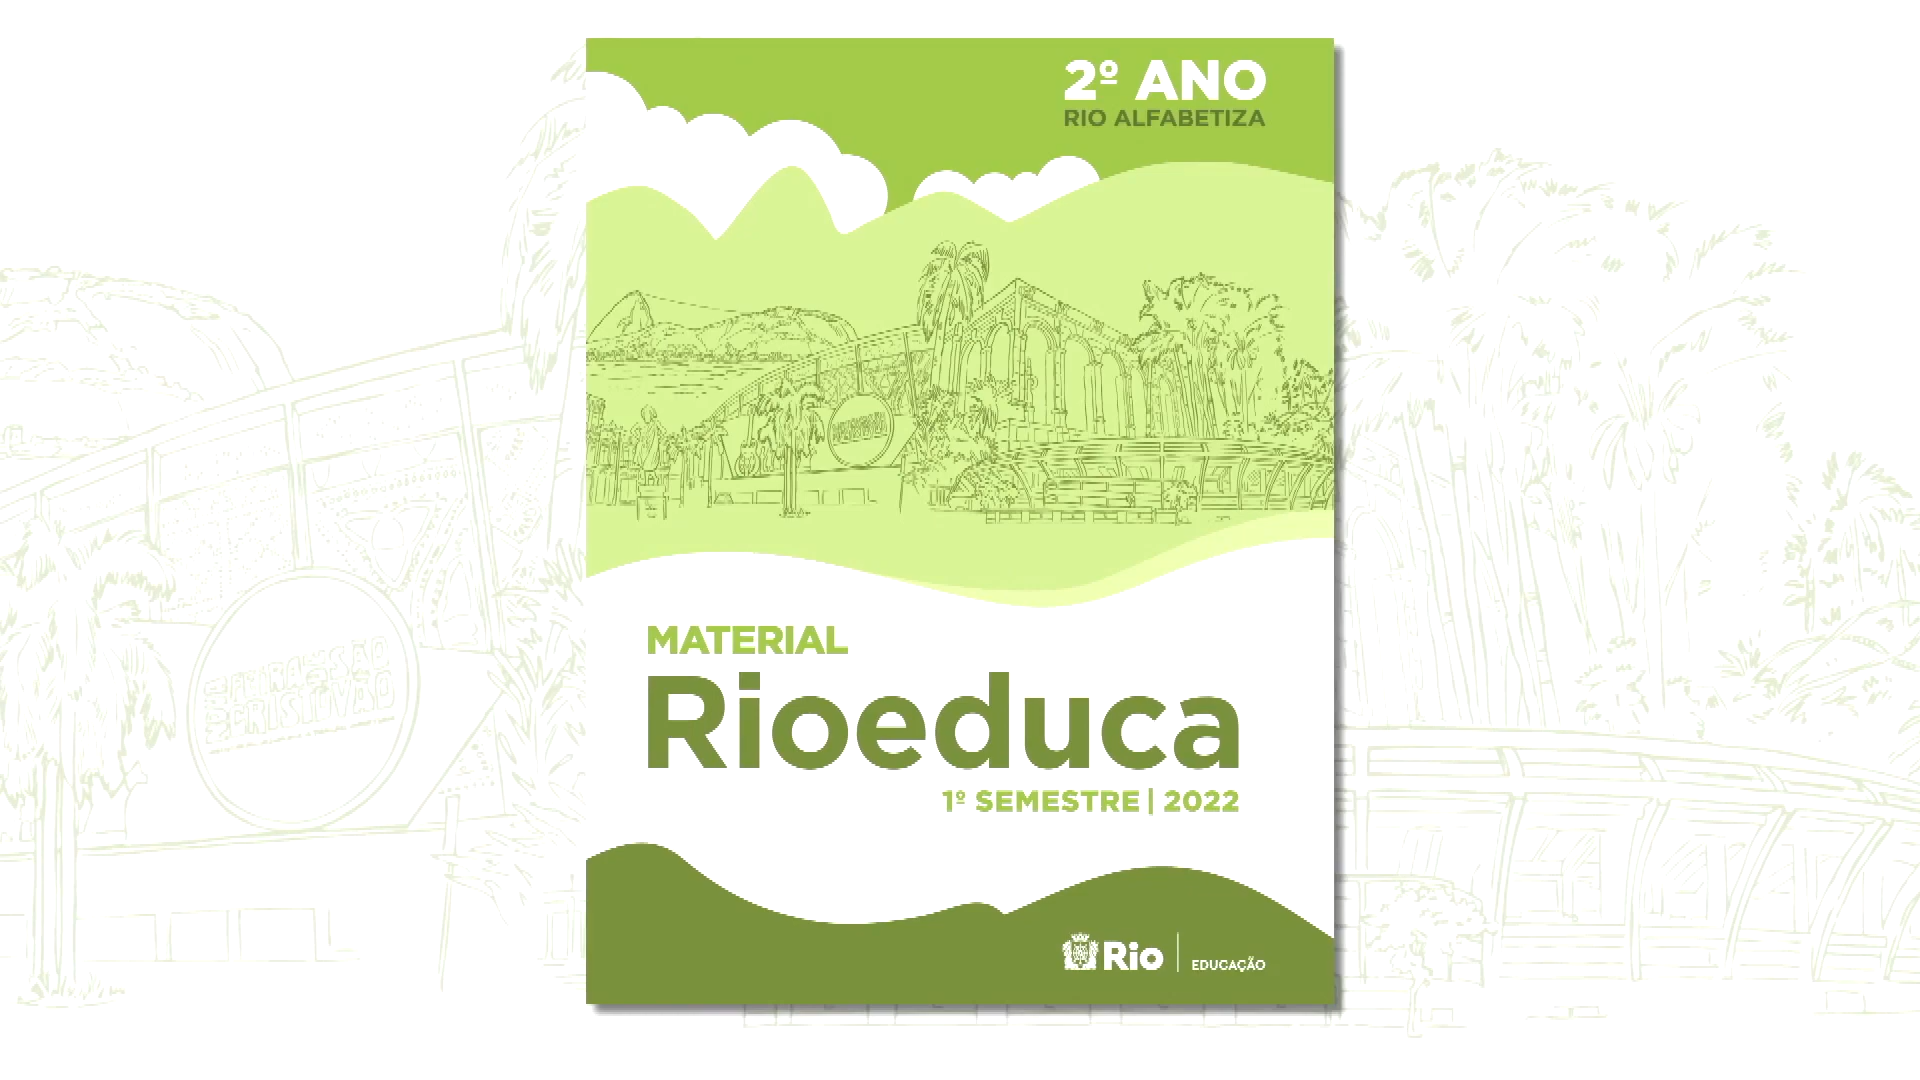 2º ANO
RIO ALFABETIZA
MATERIAL
Rioeduca
1º SEMESTRE | 2022
Rio | EDUCAÇÃO